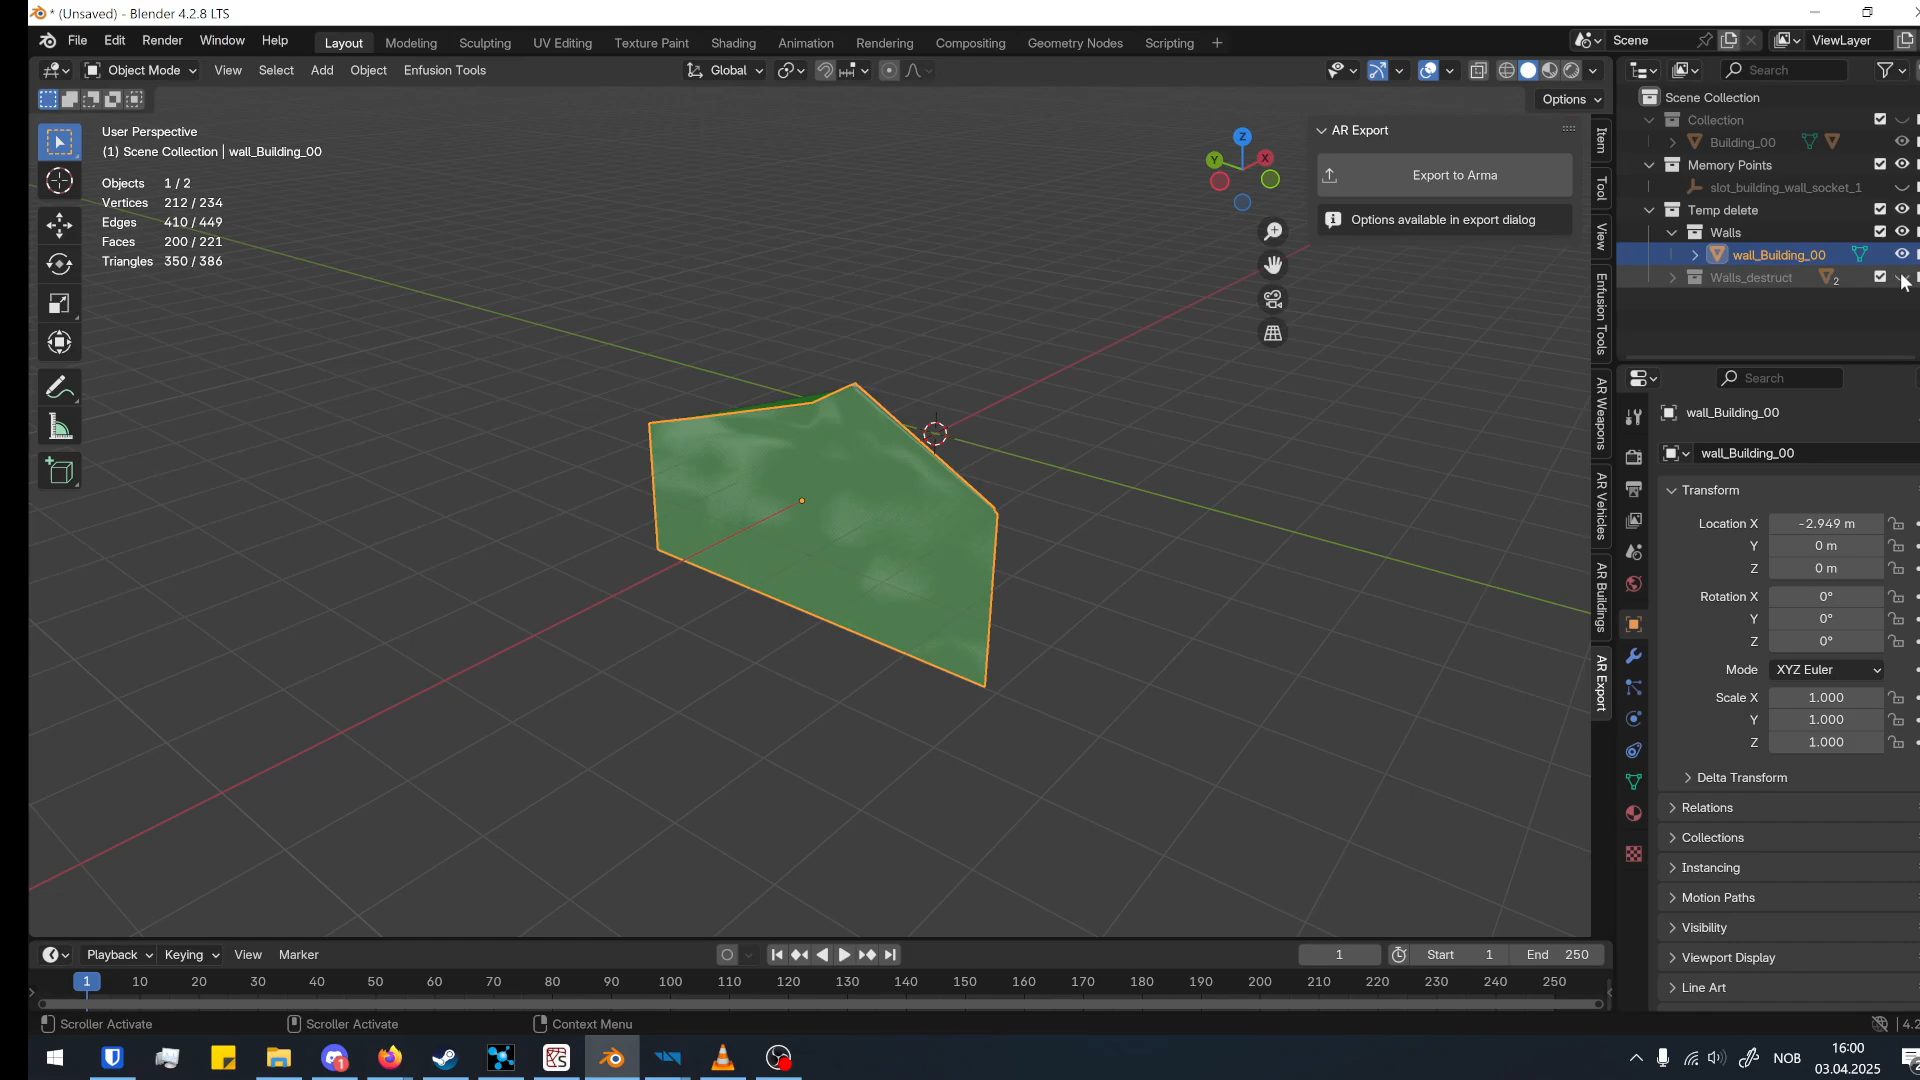 * (Unsaved) - Blender 4.2.8 LTS
File Edit Render Window Help Layout Modeling Sculpting UV Editing Texture Paint Shading Animation Rendering Compositing Geometry Nodes Scripting + Scene ViewLayer
Object Mode View Select Add Object Enfusion Tools Global Search
Options
User Perspective
(1) Scene Collection | wall_Building_00
Objects 1 / 2
Vertices 212 / 234
Edges 410 / 449
Faces 200 / 221
Triangles 350 / 386
Z
Y
X
AR Export
Export to Arma
Options available in export dialog
Item
Tool
View
Enfusion Tools
AR Weapons
AR Vehicles
AR Buildings
AR Export
Scene Collection
Collection
Building_00
Memory Points
slot_building_wall_socket_1
Temp delete
Walls
wall_Building_00
Walls_destruct 2
Search
wall_Building_00
wall_Building_00
Transform
Location X -2.949 m
Y 0 m
Z 0 m
Rotation X 0°
Y 0°
Z 0°
Mode XYZ Euler
Scale X 1.000
Y 1.000
Z 1.000
Delta Transform
Relations
Collections
Instancing
Motion Paths
Visibility
Viewport Display
Line Art
Playback Keying View Marker 1 Start 1 End 250
1 10 20 30 40 50 60 70 80 90 100 110 120 130 140 150 160 170 180 190 200 210 220 230 240 250
Scroller Activate Scroller Activate Context Menu 4.2
1 NOB 16:00
03.04.2025